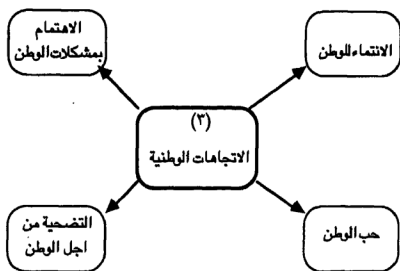 الانتماء للوطن
الاهتمام
بمشكلات الوطن
(٣)
الاتجاهات الوطنية
حب الوطن
التضحية من
اجل الوطن